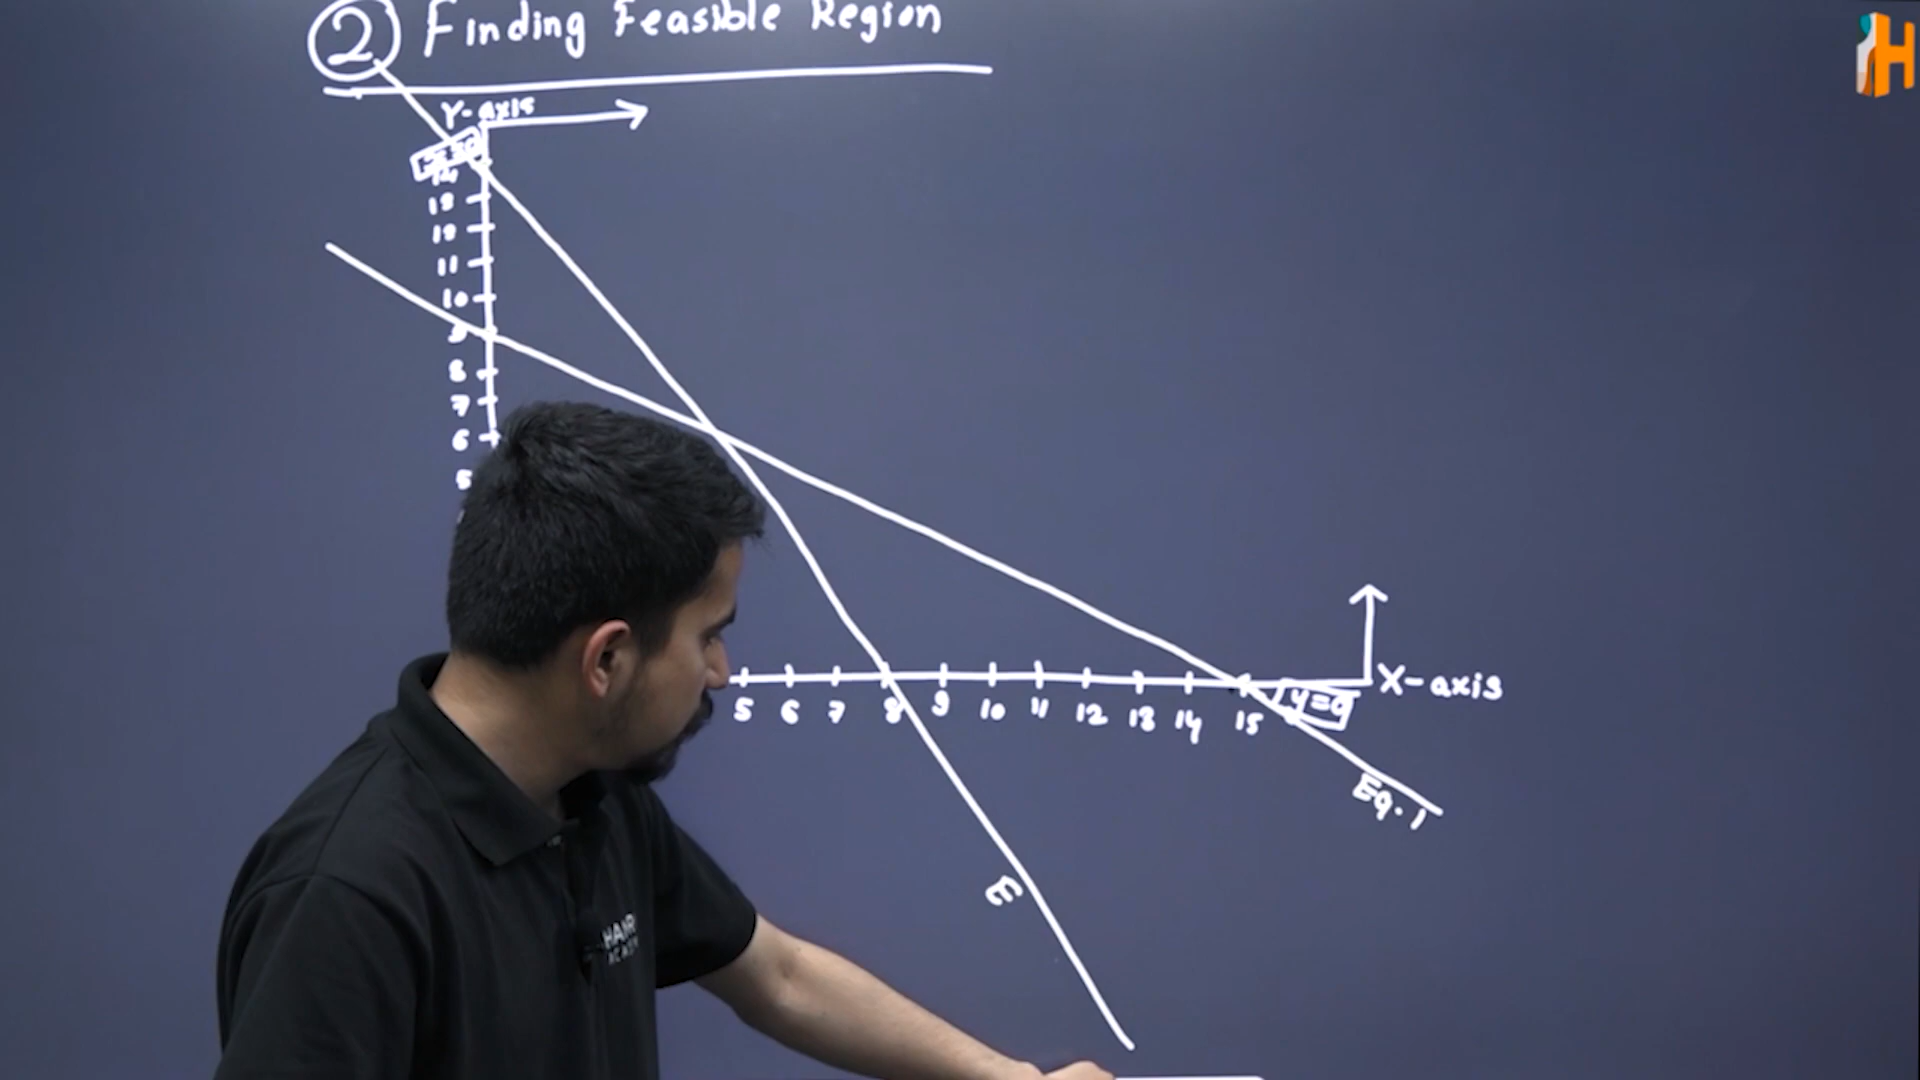 ② Finding Feasible Region
Y-axis
14
13
12
11
10
9
8
7
6
5
5 6 7 8 9 10 11 12 13 14 15
X-axis
y=0
Eq. 1
E
H